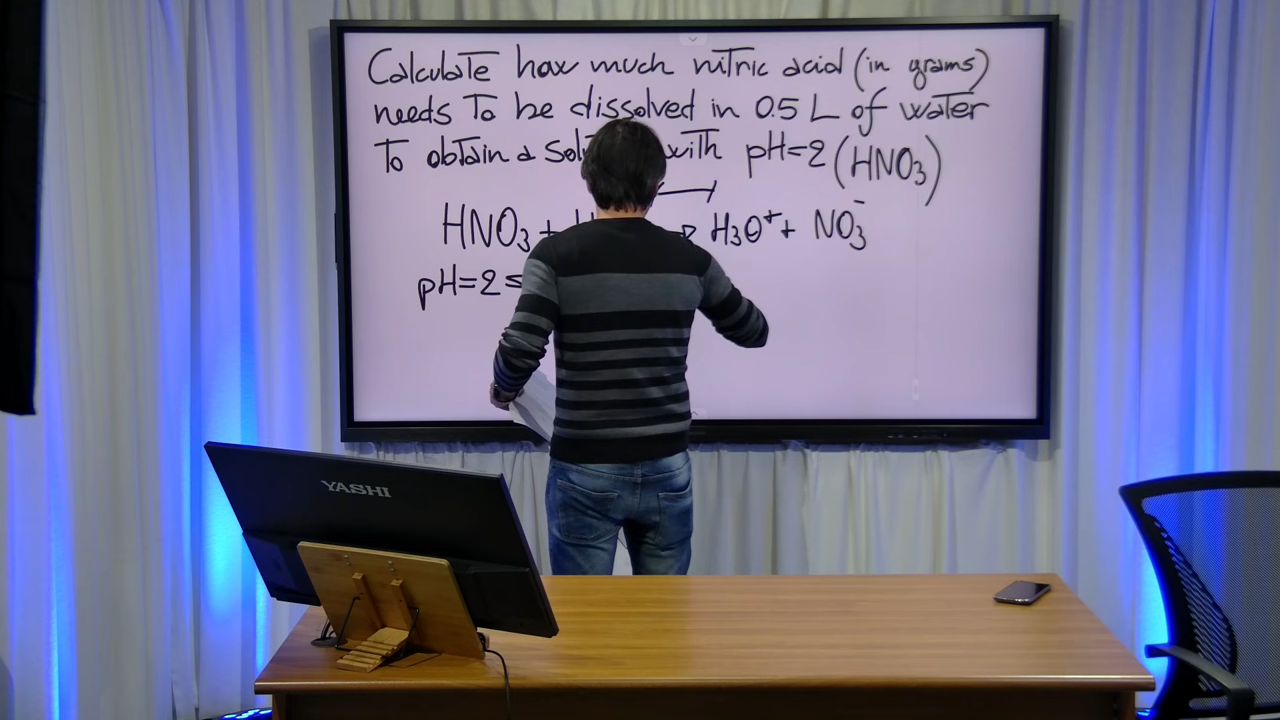 Calculate how much nitric acid (in grams)
needs to be dissolved in 0.5 L of water
to obtain a sol with pH=2 (HNO₃)
HNO₃ + H H₃O⁺ + NO₃⁻
pH=2
YASHI